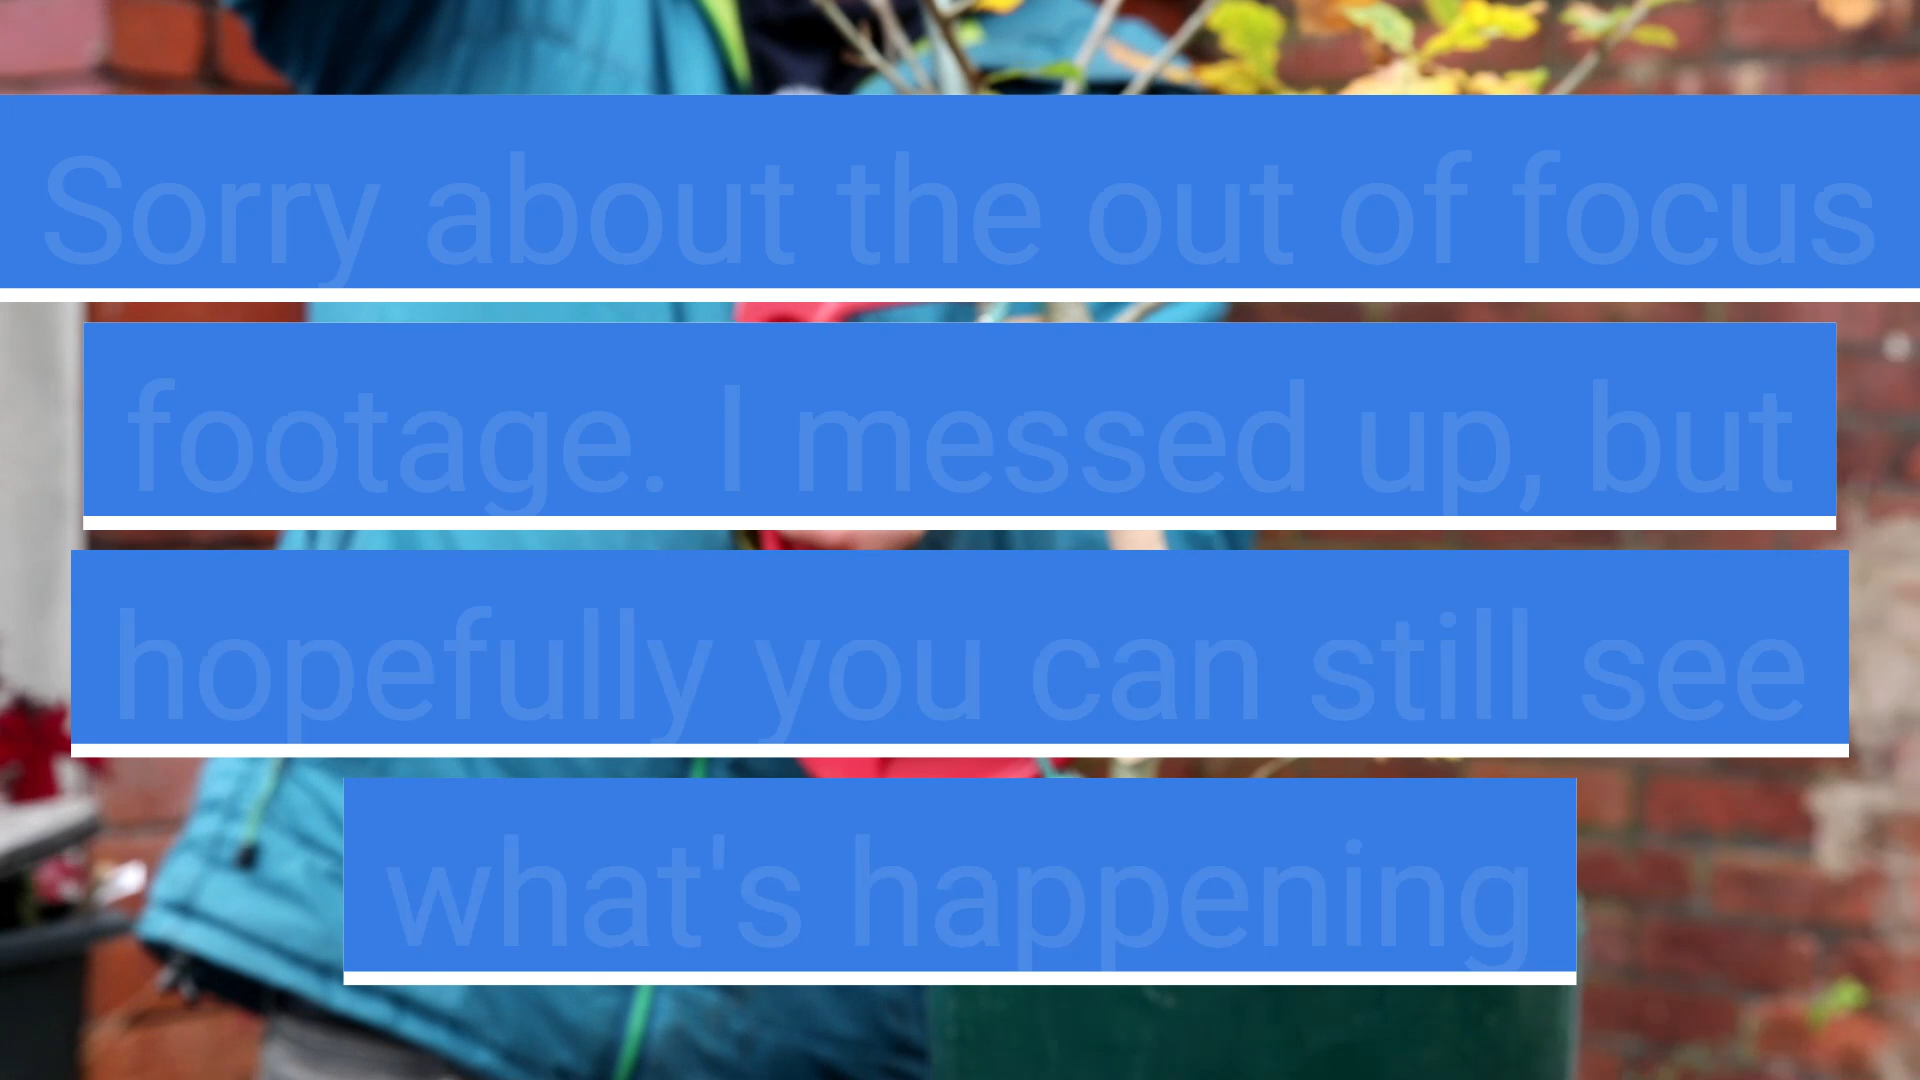 Sorry about the out of focus
footage. I messed up, but
hopefully you can still see
what's happening